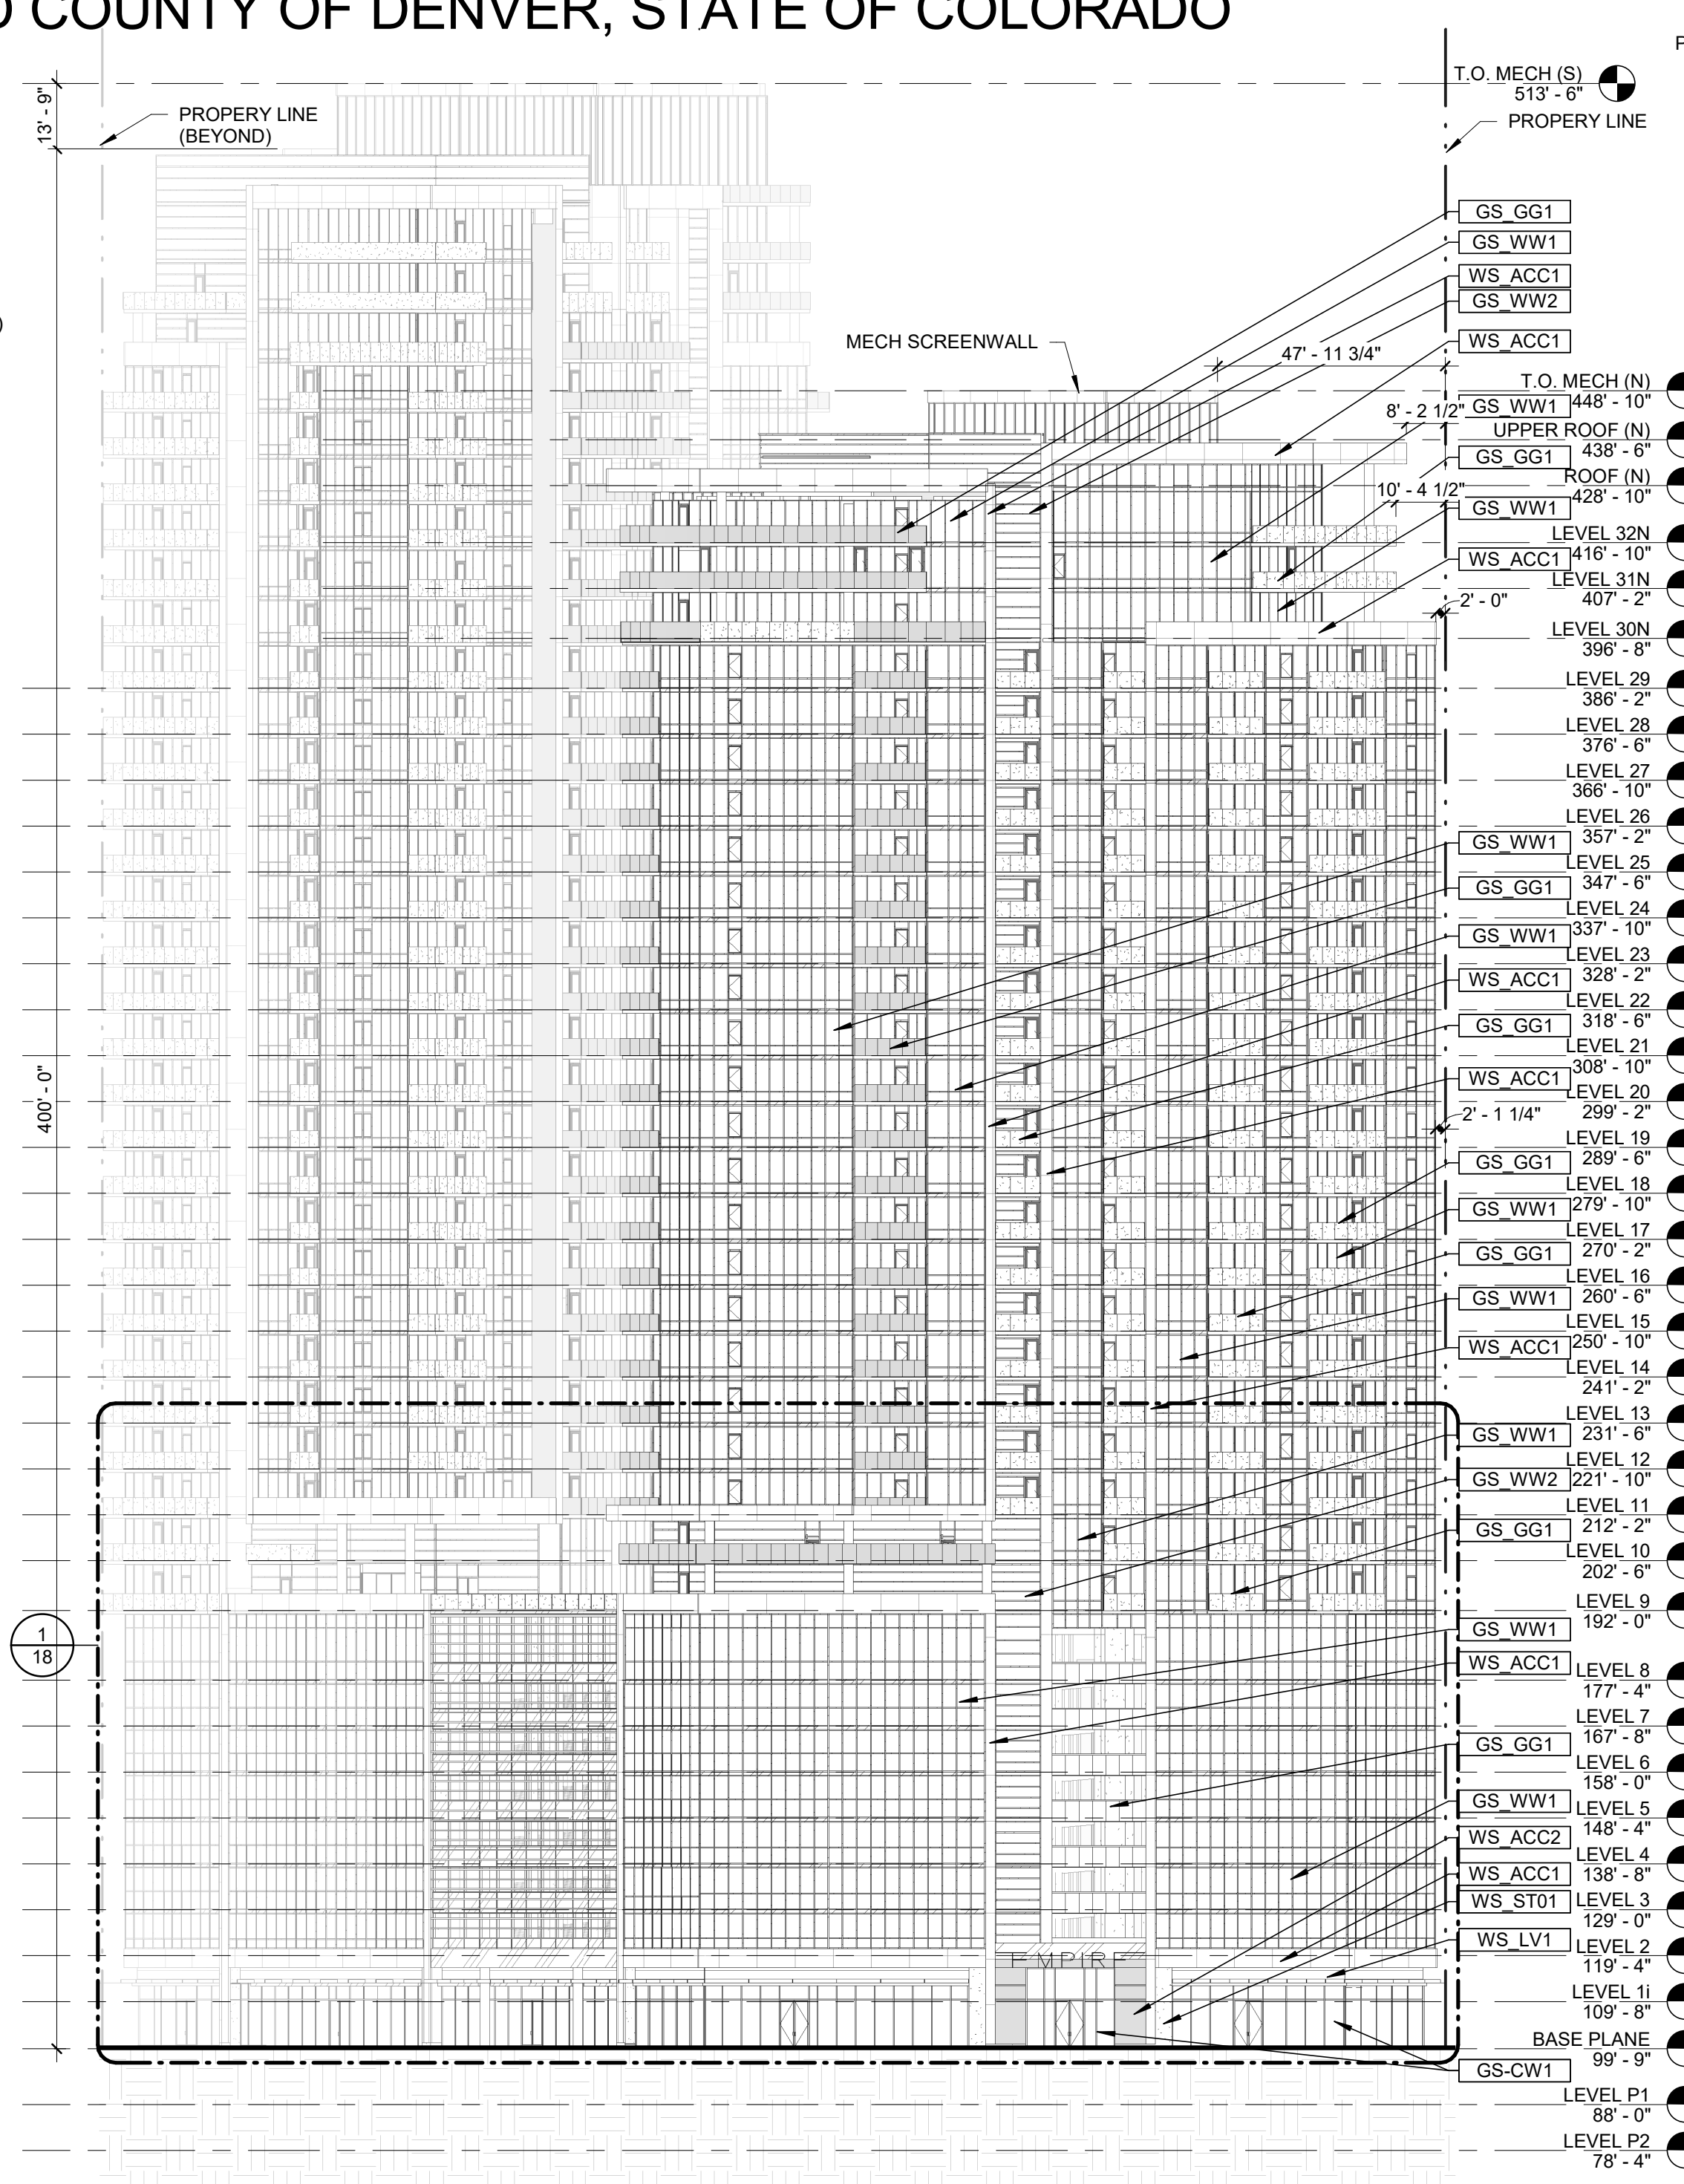 COUNTY OF DENVER, STATE OF COLORADO
T.O. MECH (S)
513' - 6"
13' - 9"
PROPERY LINE
(BEYOND)
PROPERY LINE
GS_GG1
GS_WW1
WS_ACC1
GS_WW2
WS_ACC1
MECH SCREENWALL
47' - 11 3/4"
T.O. MECH (N)
448' - 10"
8' - 2 1/2"
GS_WW1
UPPER ROOF (N)
438' - 6"
GS_GG1
ROOF (N)
428' - 10"
10' - 4 1/2"
GS_WW1
LEVEL 32N
416' - 10"
WS_ACC1
LEVEL 31N
407' - 2"
2' - 0"
LEVEL 30N
396' - 8"
LEVEL 29
386' - 2"
LEVEL 28
376' - 6"
LEVEL 27
366' - 10"
LEVEL 26
357' - 2"
GS_WW1
LEVEL 25
347' - 6"
GS_GG1
LEVEL 24
337' - 10"
GS_WW1
LEVEL 23
328' - 2"
WS_ACC1
LEVEL 22
318' - 6"
GS_GG1
LEVEL 21
308' - 10"
WS_ACC1
LEVEL 20
299' - 2"
400' - 0"
2' - 1 1/4"
LEVEL 19
289' - 6"
GS_GG1
LEVEL 18
279' - 10"
GS_WW1
LEVEL 17
270' - 2"
GS_GG1
LEVEL 16
260' - 6"
GS_WW1
LEVEL 15
250' - 10"
WS_ACC1
LEVEL 14
241' - 2"
LEVEL 13
231' - 6"
GS_WW1
LEVEL 12
221' - 10"
GS_WW2
LEVEL 11
212' - 2"
GS_GG1
LEVEL 10
202' - 6"
LEVEL 9
192' - 0"
GS_WW1
1
18
WS_ACC1
LEVEL 8
177' - 4"
LEVEL 7
167' - 8"
GS_GG1
LEVEL 6
158' - 0"
GS_WW1
LEVEL 5
148' - 4"
WS_ACC2
LEVEL 4
138' - 8"
WS_ACC1
LEVEL 3
129' - 0"
WS_ST01
WS_LV1
LEVEL 2
119' - 4"
EMPIRE
LEVEL 1i
109' - 8"
BASE PLANE
99' - 9"
GS-CW1
LEVEL P1
88' - 0"
LEVEL P2
78' - 4"